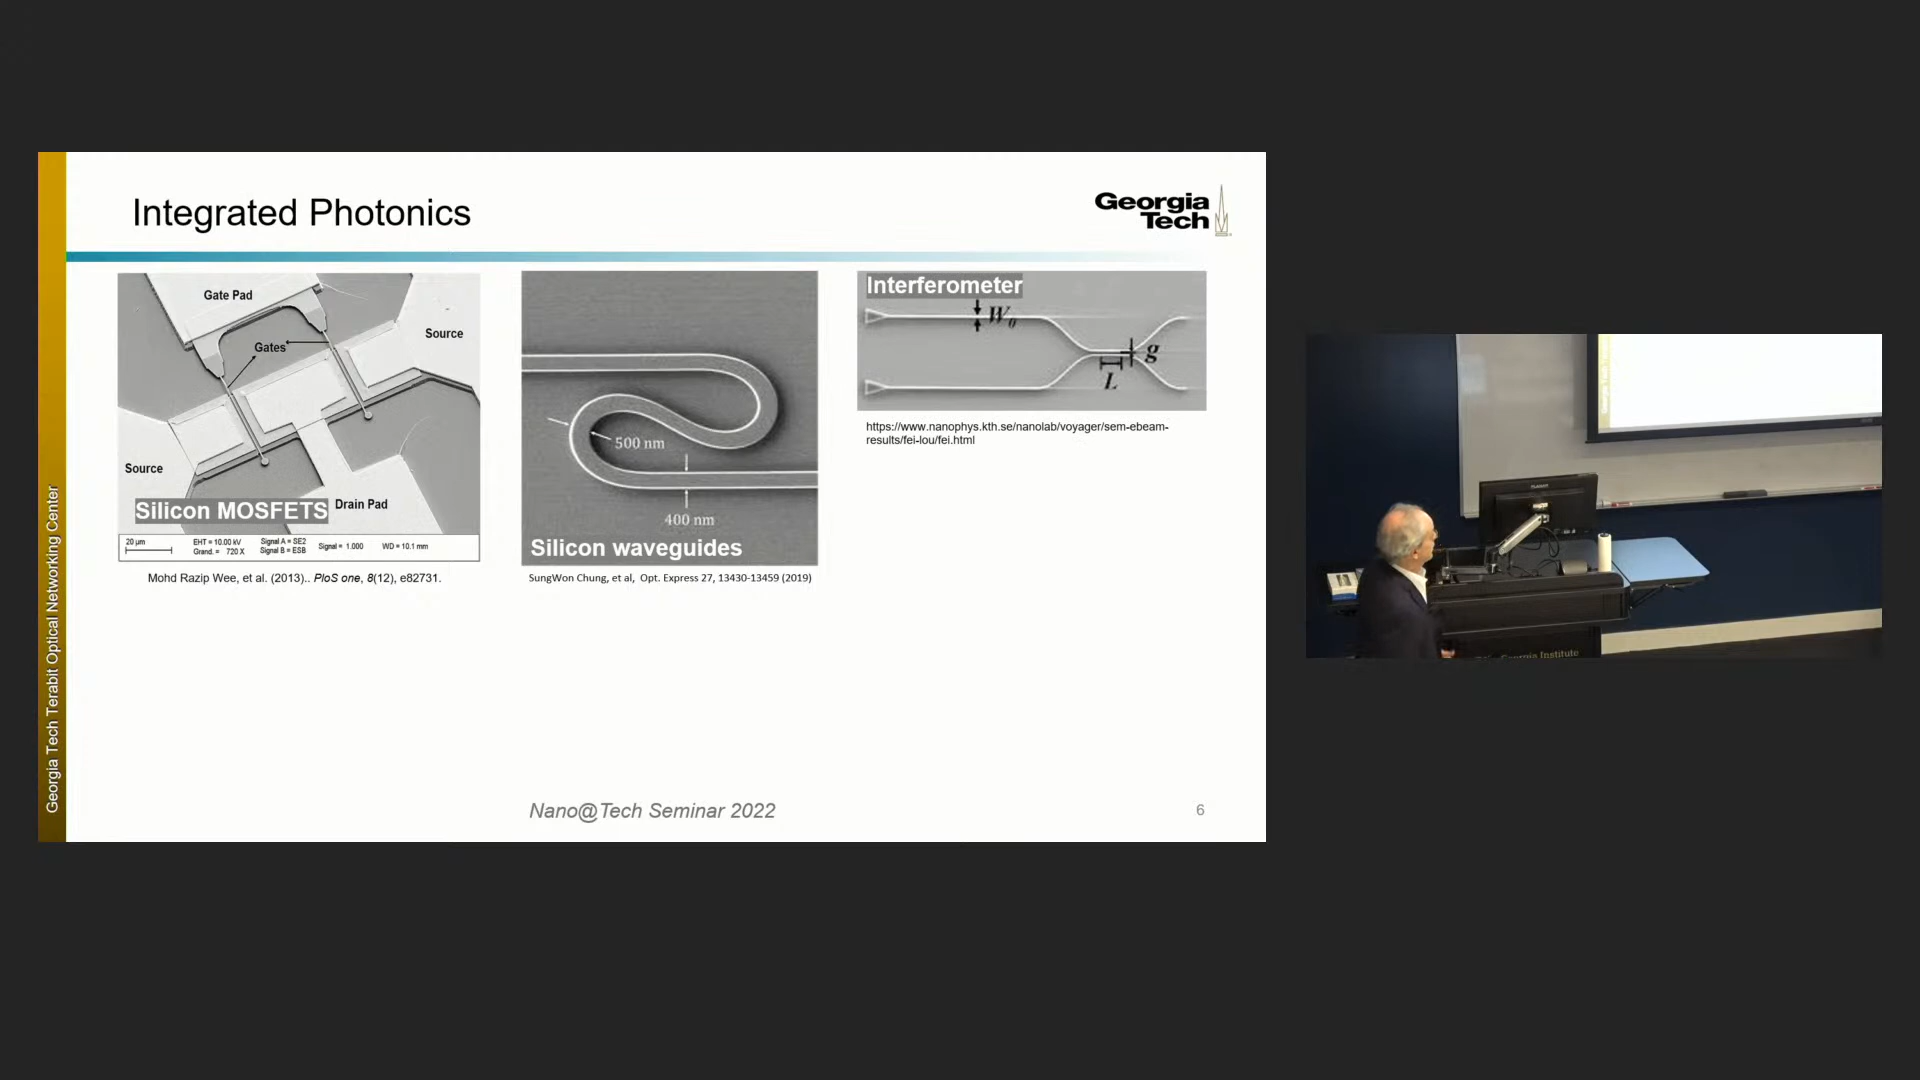 Integrated Photonics
Georgia
Tech
Gate Pad
Source
Gates
Source
Silicon MOSFETS
Drain Pad
20 µm
EHT = 10.00 kV
Signal A = SE2
Signal = 1.000
WD = 10.1 mm
Grand. = 720 X
Signal B = ESB
Mohd Razip Wee, et al. (2013).. PloS one, 8(12), e82731.
500 nm
400 nm
Silicon waveguides
SungWon Chung, et al, Opt. Express 27, 13430-13459 (2019)
Interferometer
W0
g
L
https://www.nanophys.kth.se/nanolab/voyager/sem-ebeam-
results/fei-lou/fei.html
Georgia Tech Terabit Optical Networking Center
Nano@Tech Seminar 2022
6
Georgia Institute